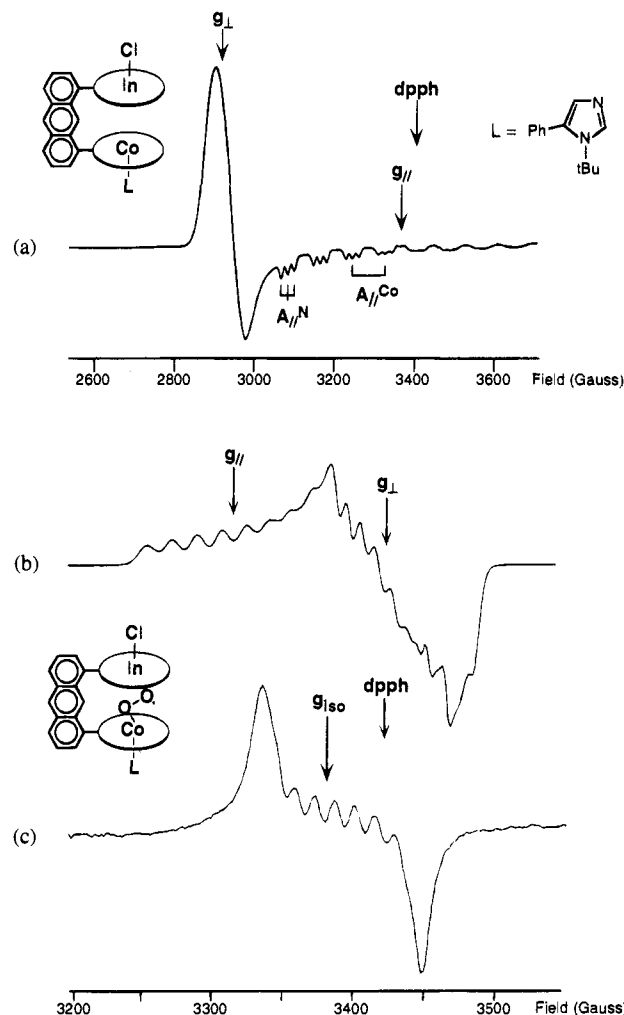 g⊥
Cl
In
Co
L
dpph
g//
L = Ph N N tBu
(a)
A//N
A//Co
2600 2800 3000 3200 3400 3600 Field (Gauss)
g//
g⊥
(b)
Cl
In
O O
Co
L
giso
dpph
(c)
3200 3300 3400 3500 Field (Gauss)